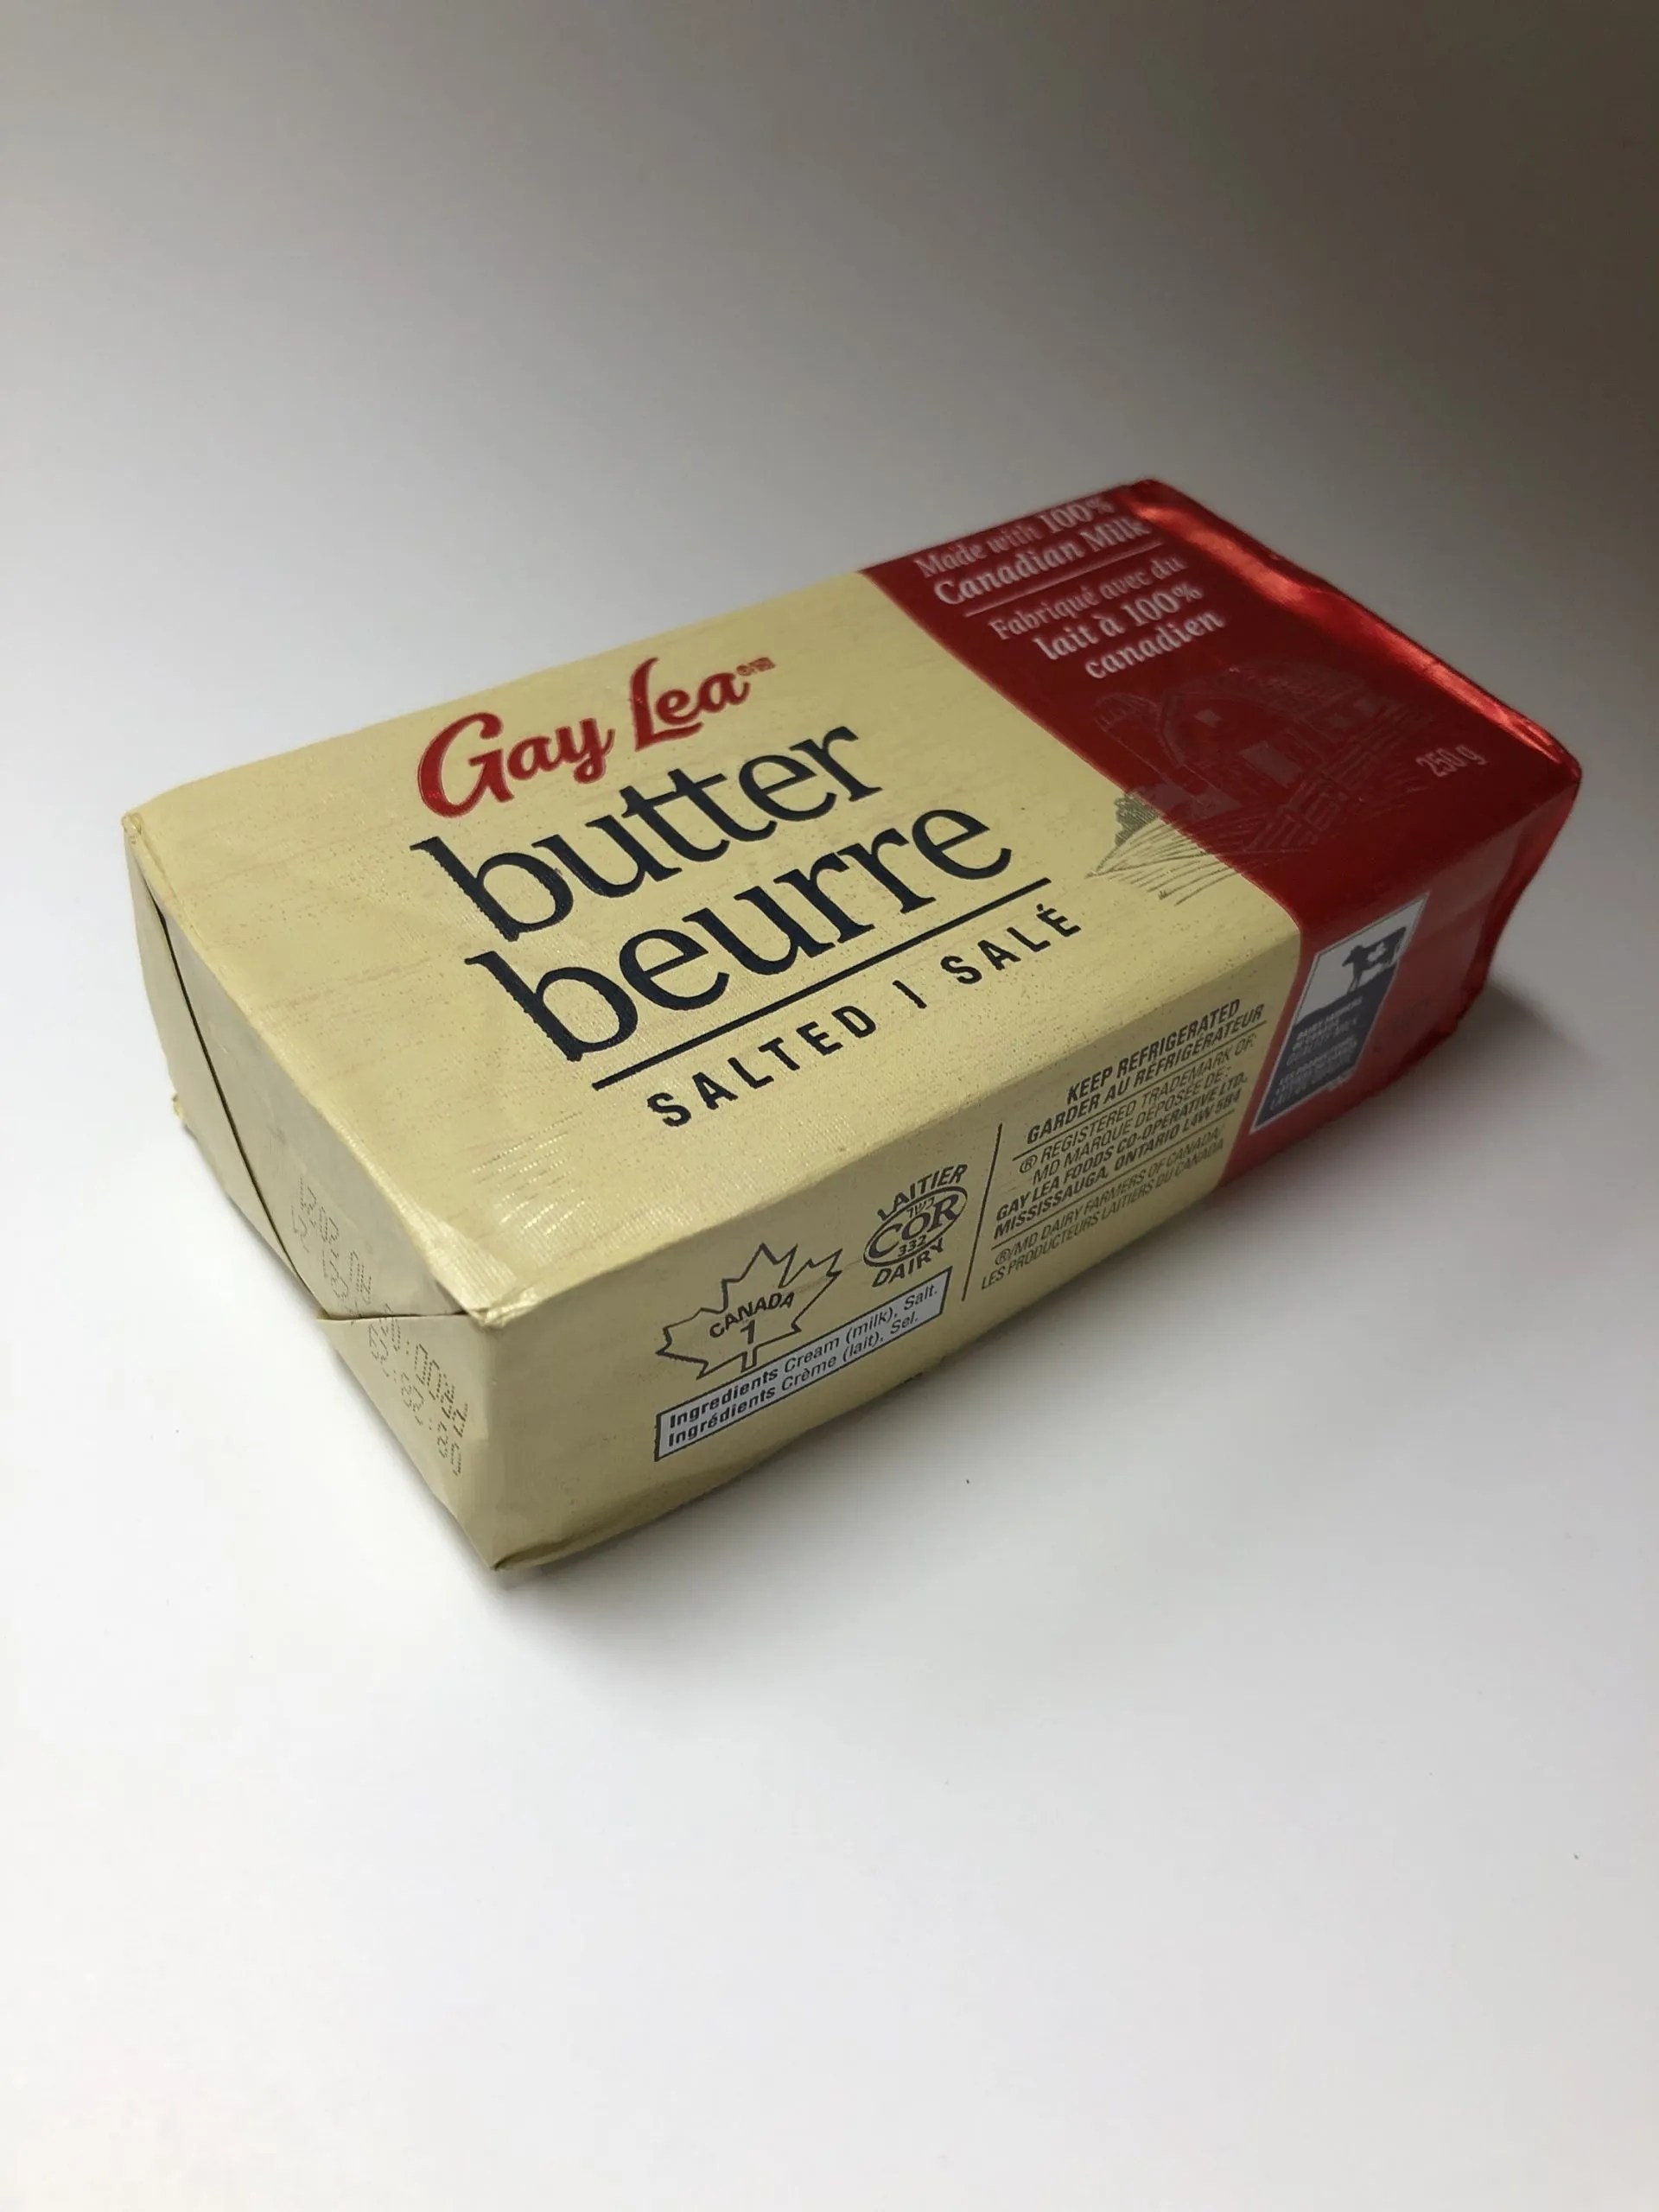 Made with 100%
Canadian Milk
Fabriqué avec du
lait à 100%
canadien
250 g
Gay Lea
butter
beurre
SALTED | SALÉ
KEEP REFRIGERATED
GARDER AU RÉFRIGÉRATEUR
® REGISTERED TRADEMARK OF:
MD MARQUE DÉPOSÉE DE:
GAY LEA FOODS CO-OPERATIVE LTD.
MISSISSAUGA, ONTARIO L4W 5B4
®/MD DAIRY FARMERS OF CANADA/
LES PRODUCTEURS LAITIERS DU CANADA
LAITIER
כשר
COR
332
DAIRY
CANADA
1
Ingredients Cream (milk), Salt.
Ingrédients Crème (lait), Sel.